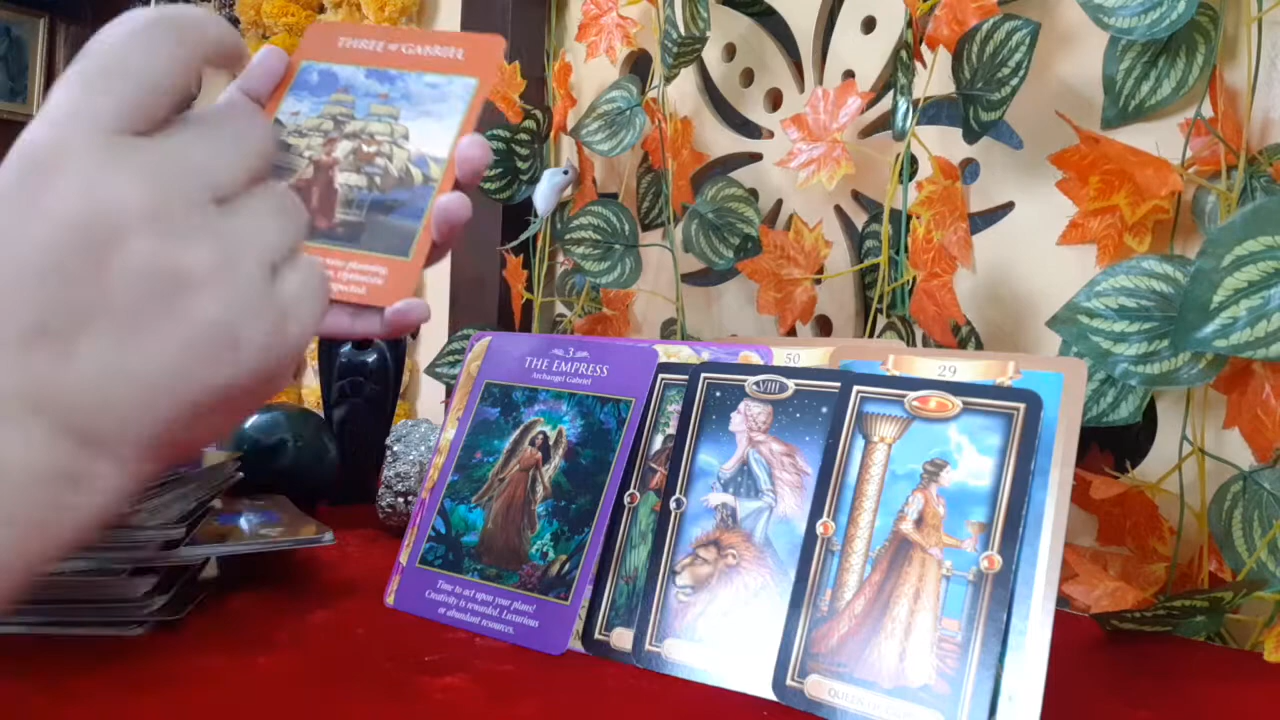 THREE OF GABRIEL
planning,
50
29
3
THE EMPRESS
Archangel Gabriel
VIII
Time to act upon your plans!
Creativity is rewarded. Luxurious
or abundant resources.
QUEEN OF